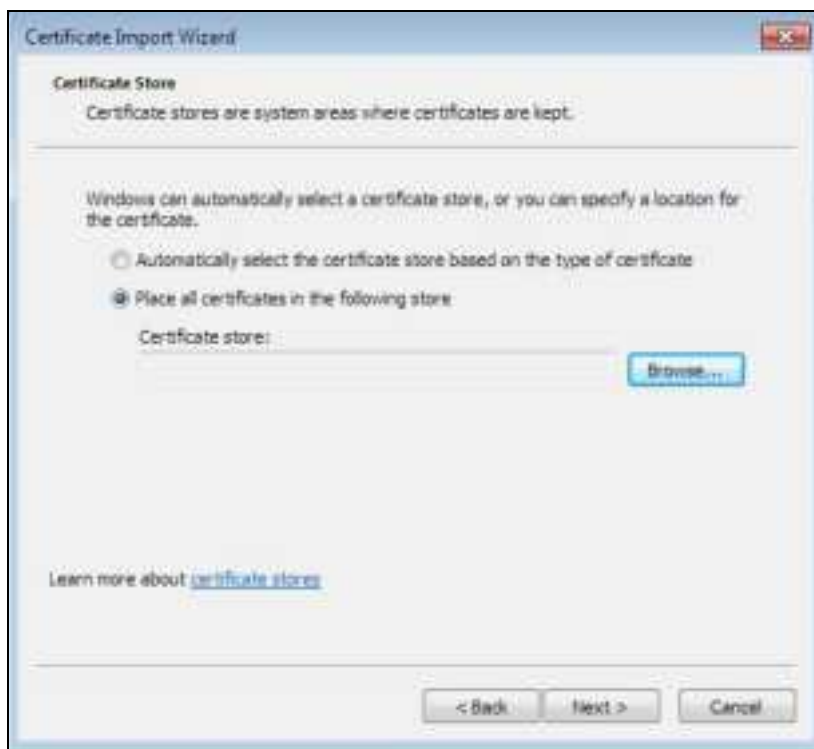 Certificate Import Wizard
Certificate Store
Certificate stores are system areas where certificates are kept.
Windows can automatically select a certificate store, or you can specify a location for
the certificate.
Automatically select the certificate store based on the type of certificate
Place all certificates in the following store
Certificate store:
Browse...
Learn more about certificate stores
< Back Next > Cancel